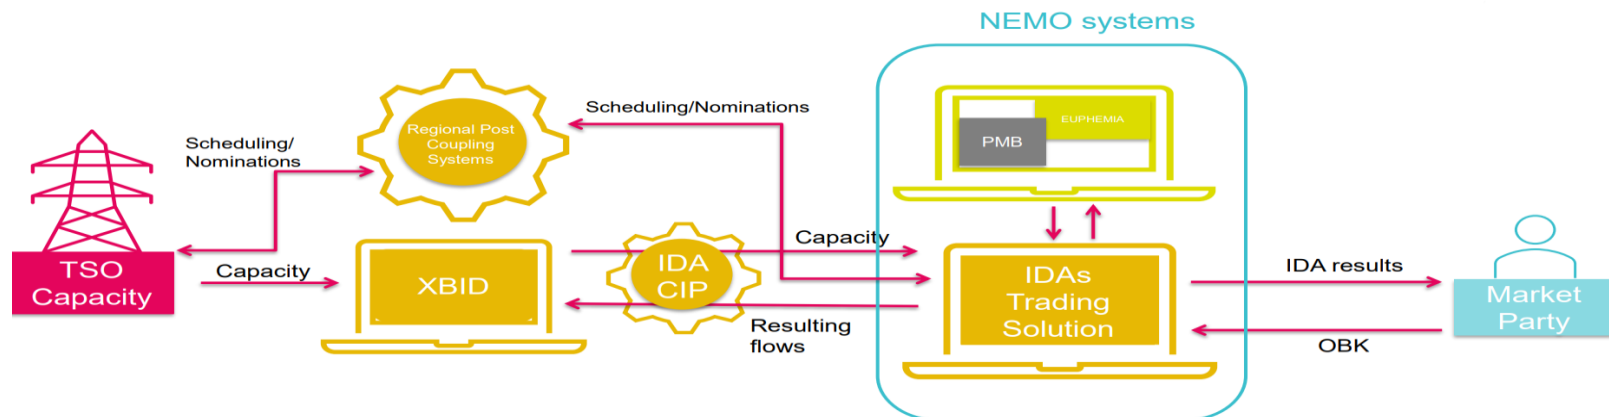 NEMO systems
Scheduling/Nominations
EUPHEMIA
PMB
Regional Post
Coupling
Systems
Scheduling/
Nominations
Capacity
TSO
Capacity
Capacity
XBID
IDA
CIP
Resulting
flows
IDAs
Trading
Solution
IDA results
OBK
Market
Party